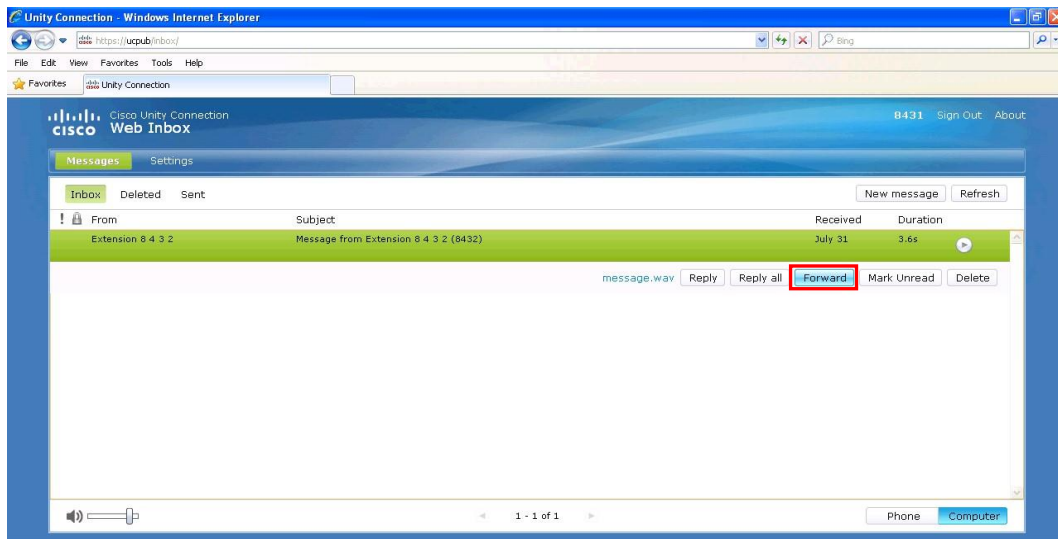 Unity Connection - Windows Internet Explorer
https://ucpub/inbox/
Bing
File Edit View Favorites Tools Help
Favorites Unity Connection
Cisco Unity Connection
cisco Web Inbox
8431 Sign Out About
Messages Settings
Inbox Deleted Sent New message Refresh
! From Subject Received Duration
Extension 8 4 3 2 Message from Extension 8 4 3 2 (8432) July 31 3.6s
message.wav Reply Reply all Forward Mark Unread Delete
1 - 1 of 1 Phone Computer